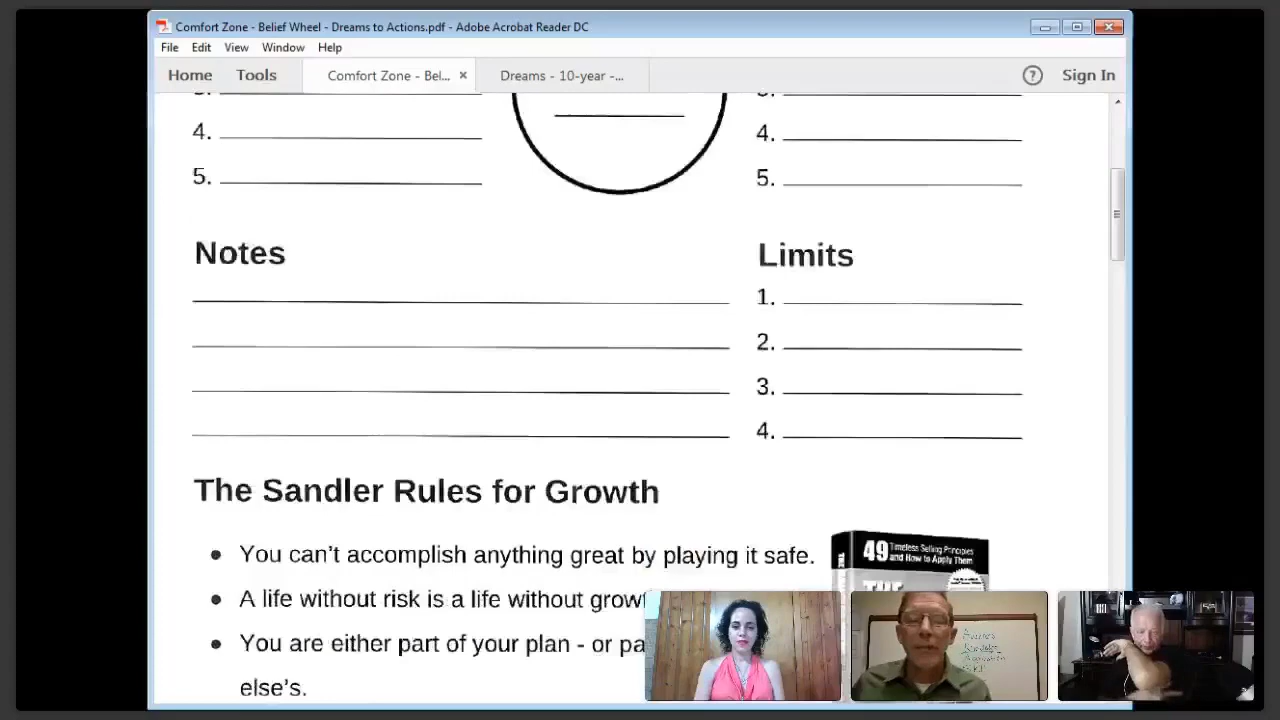 Comfort Zone - Belief Wheel - Dreams to Actions.pdf - Adobe Acrobat Reader DC
File Edit View Window Help
Home Tools Comfort Zone - Bel... × Dreams - 10-year -... ? Sign In
4. 4.
5. 5.
Notes Limits
1.
2.
3.
4.
The Sandler Rules for Growth
• You can't accomplish anything great by playing it safe.
49 Timeless Selling Principles
and How to Apply Them
THE
• A life without risk is a life without
• You are either part of your plan - or
else's.